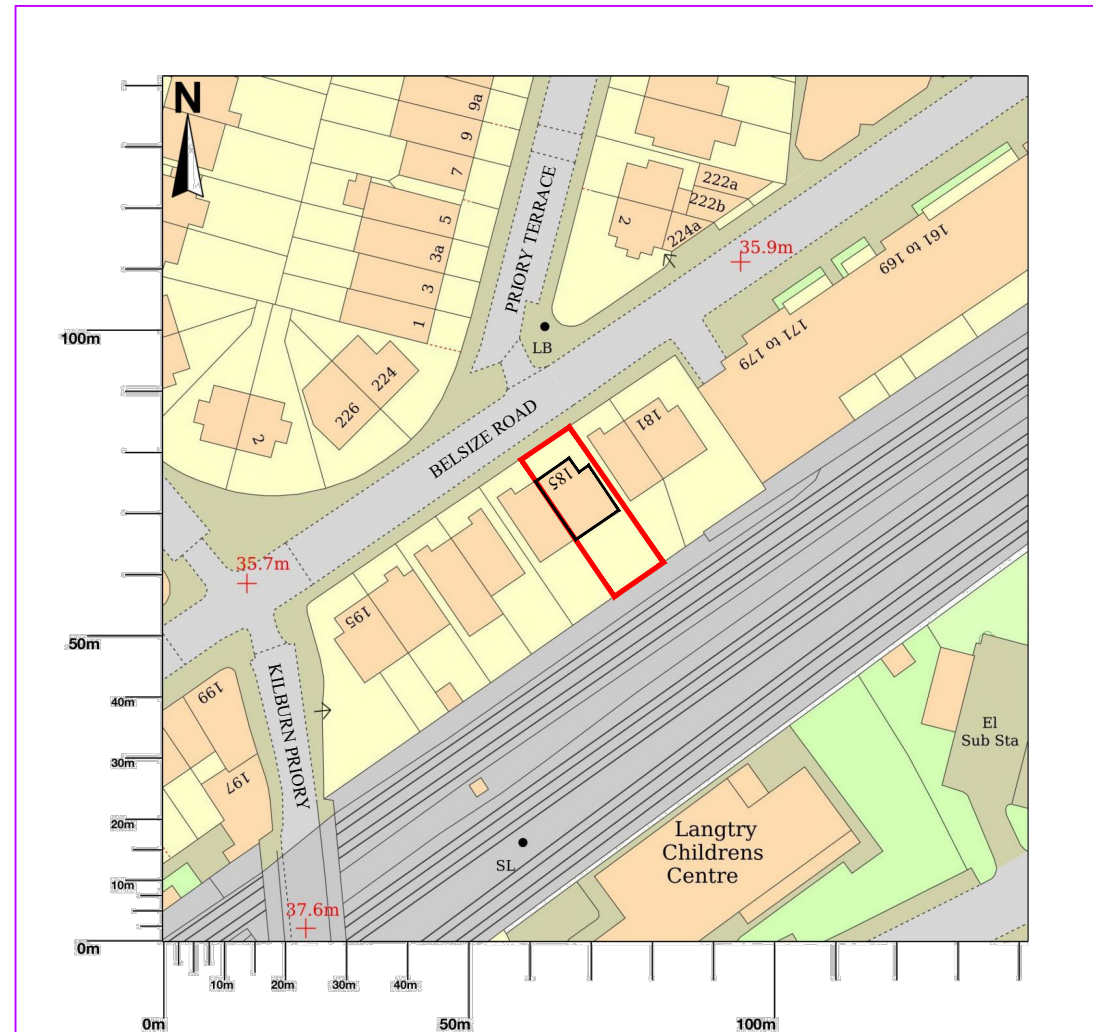 N
9a
9
7
5
3a
3
1
PRIORY TERRACE
2
222a
222b
224a
35.9m
161 to 169
171 to 179
100m
LB
224
226
2
BELSIZE ROAD
181
185
35.7m
195
50m
40m
30m
20m
10m
0m
199
197
KILBURN PRIORY
El
Sub Sta
Langtry
Childrens
Centre
SL
37.6m
10m
20m
30m
40m
0m
50m
100m